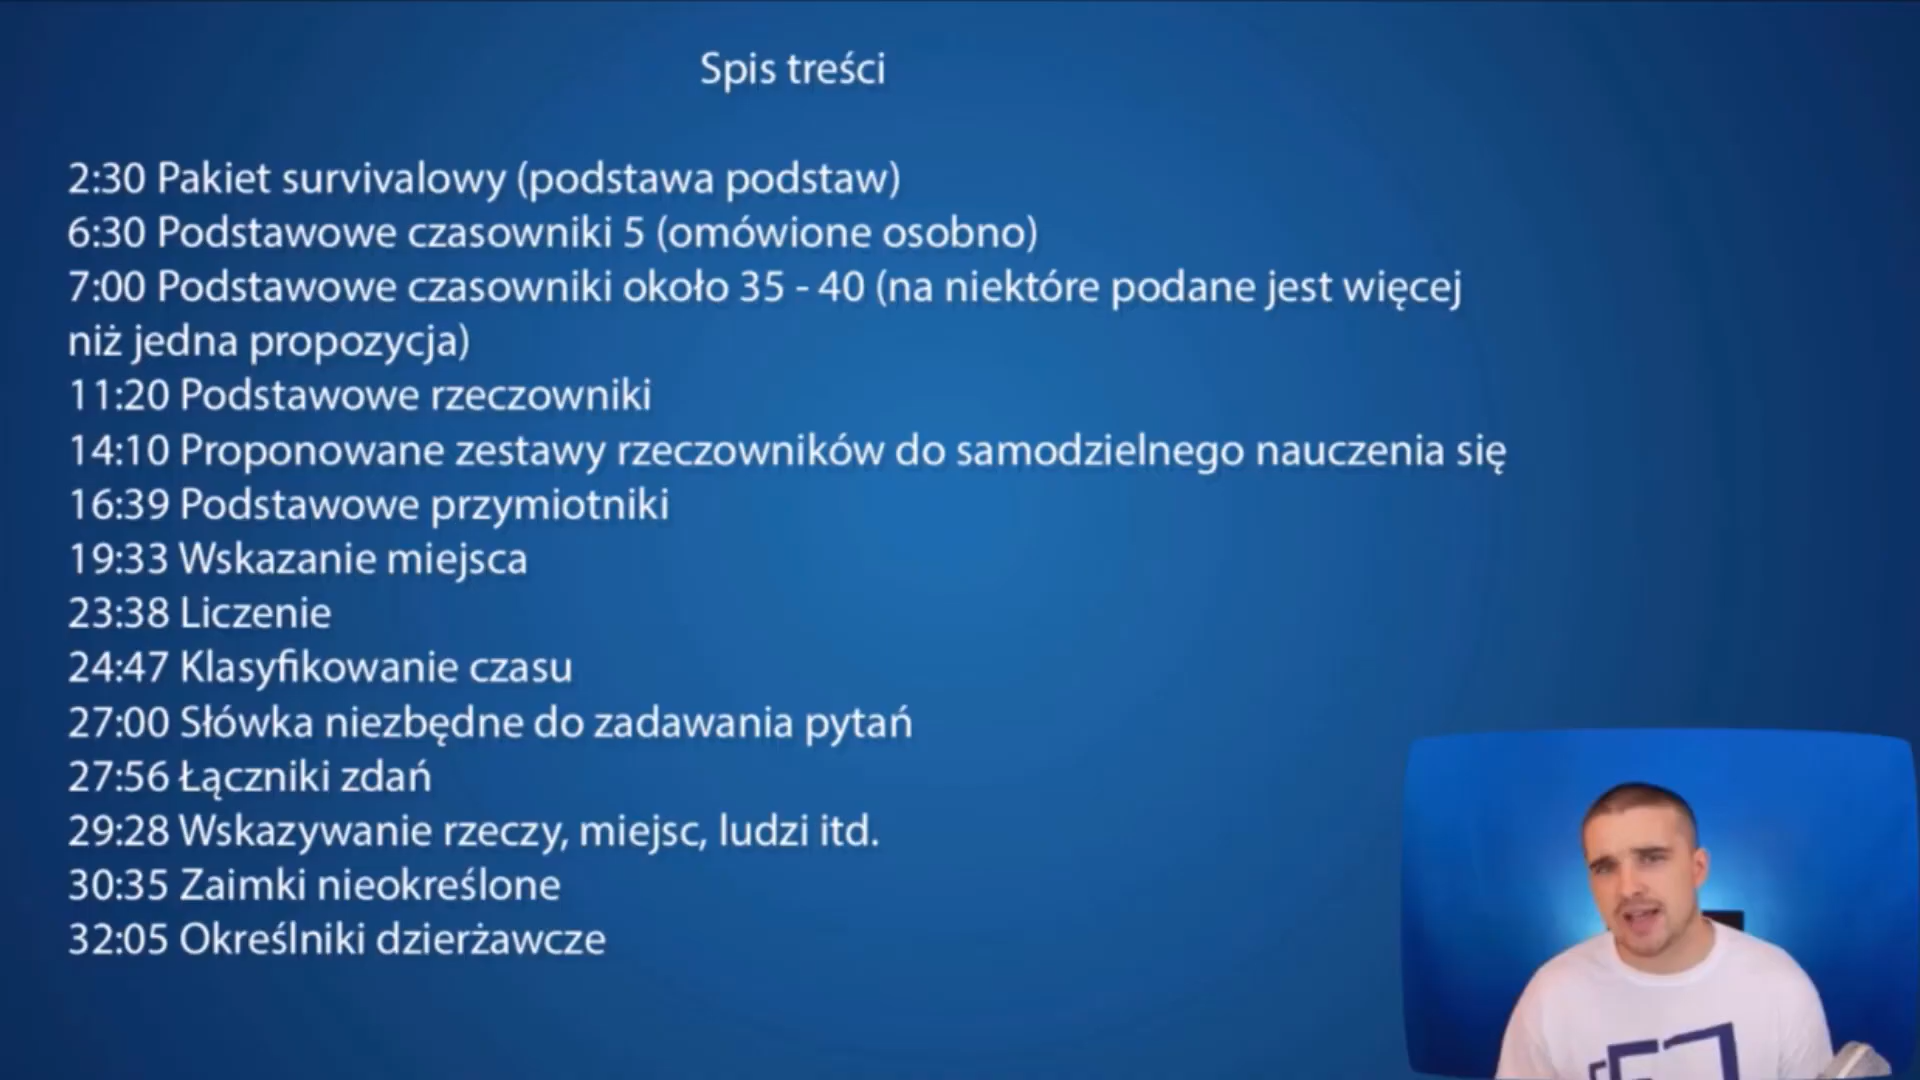 Spis treści
2:30 Pakiet survivalowy (podstawa podstaw)
6:30 Podstawowe czasowniki 5 (omówione osobno)
7:00 Podstawowe czasowniki około 35 - 40 (na niektóre podane jest więcej
niż jedna propozycja)
11:20 Podstawowe rzeczowniki
14:10 Proponowane zestawy rzeczowników do samodzielnego nauczenia się
16:39 Podstawowe przymiotniki
19:33 Wskazanie miejsca
23:38 Liczenie
24:47 Klasyfikowanie czasu
27:00 Słówka niezbędne do zadawania pytań
27:56 Łączniki zdań
29:28 Wskazywanie rzeczy, miejsc, ludzi itd.
30:35 Zaimki nieokreślone
32:05 Określniki dzierżawcze